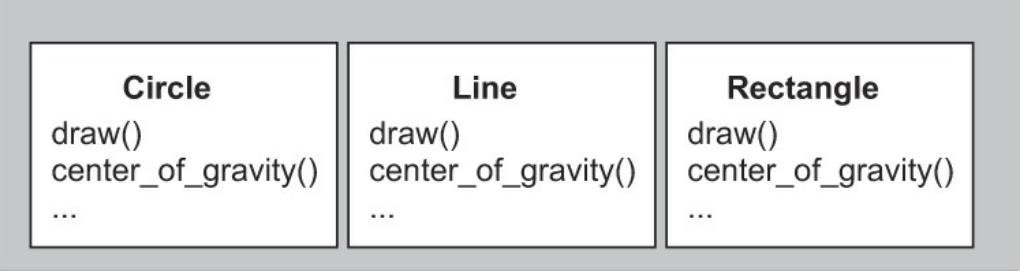 Circle
draw()
center_of_gravity()
...
Line
draw()
center_of_gravity()
...
Rectangle
draw()
center_of_gravity()
...